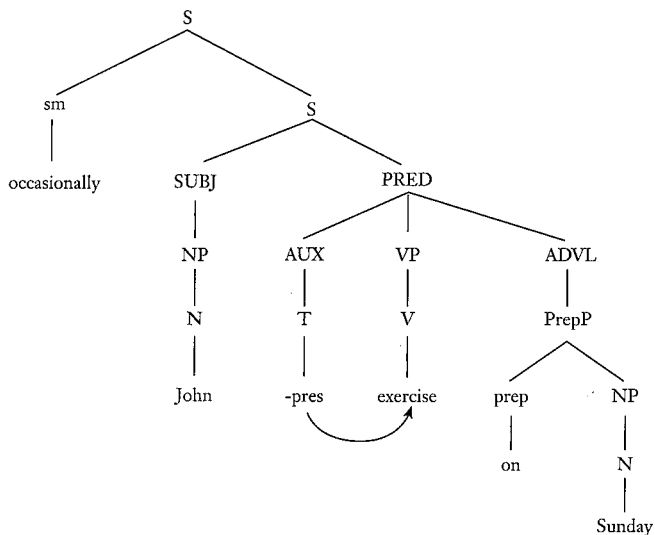 S
sm S
occasionally SUBJ PRED
NP AUX VP ADVL
N T V PrepP
John -pres exercise prep NP
on N
Sunday